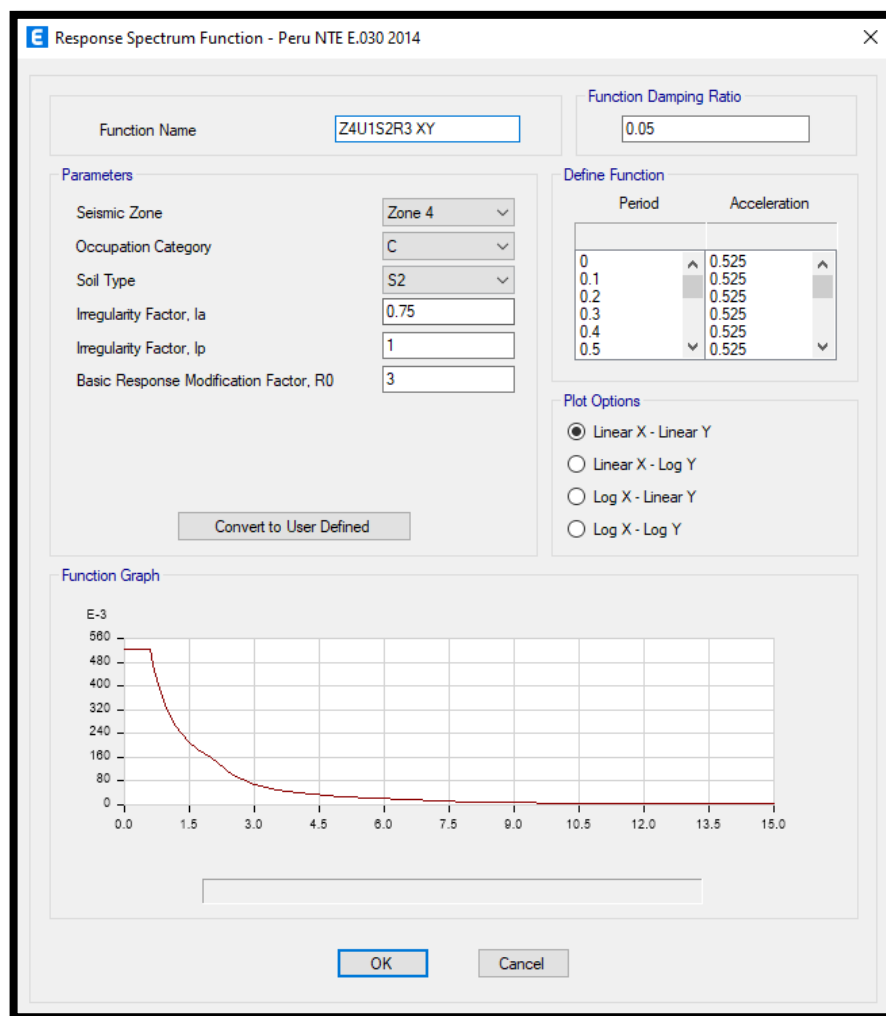 E Response Spectrum Function - Peru NTE E.030 2014
Function Name
Z4U1S2R3 XY
Function Damping Ratio
0.05
Parameters
Seismic Zone
Zone 4
Occupation Category
C
Soil Type
S2
Irregularity Factor, Ia
0.75
Irregularity Factor, Ip
1
Basic Response Modification Factor, R0
3
Convert to User Defined
Define Function
Period Acceleration
0 0.525
0.1 0.525
0.2 0.525
0.3 0.525
0.4 0.525
0.5 0.525
Plot Options
Linear X - Linear Y
Linear X - Log Y
Log X - Linear Y
Log X - Log Y
Function Graph
E-3
560
480
400
320
240
160
80
0
0.0 1.5 3.0 4.5 6.0 7.5 9.0 10.5 12.0 13.5 15.0
OK Cancel